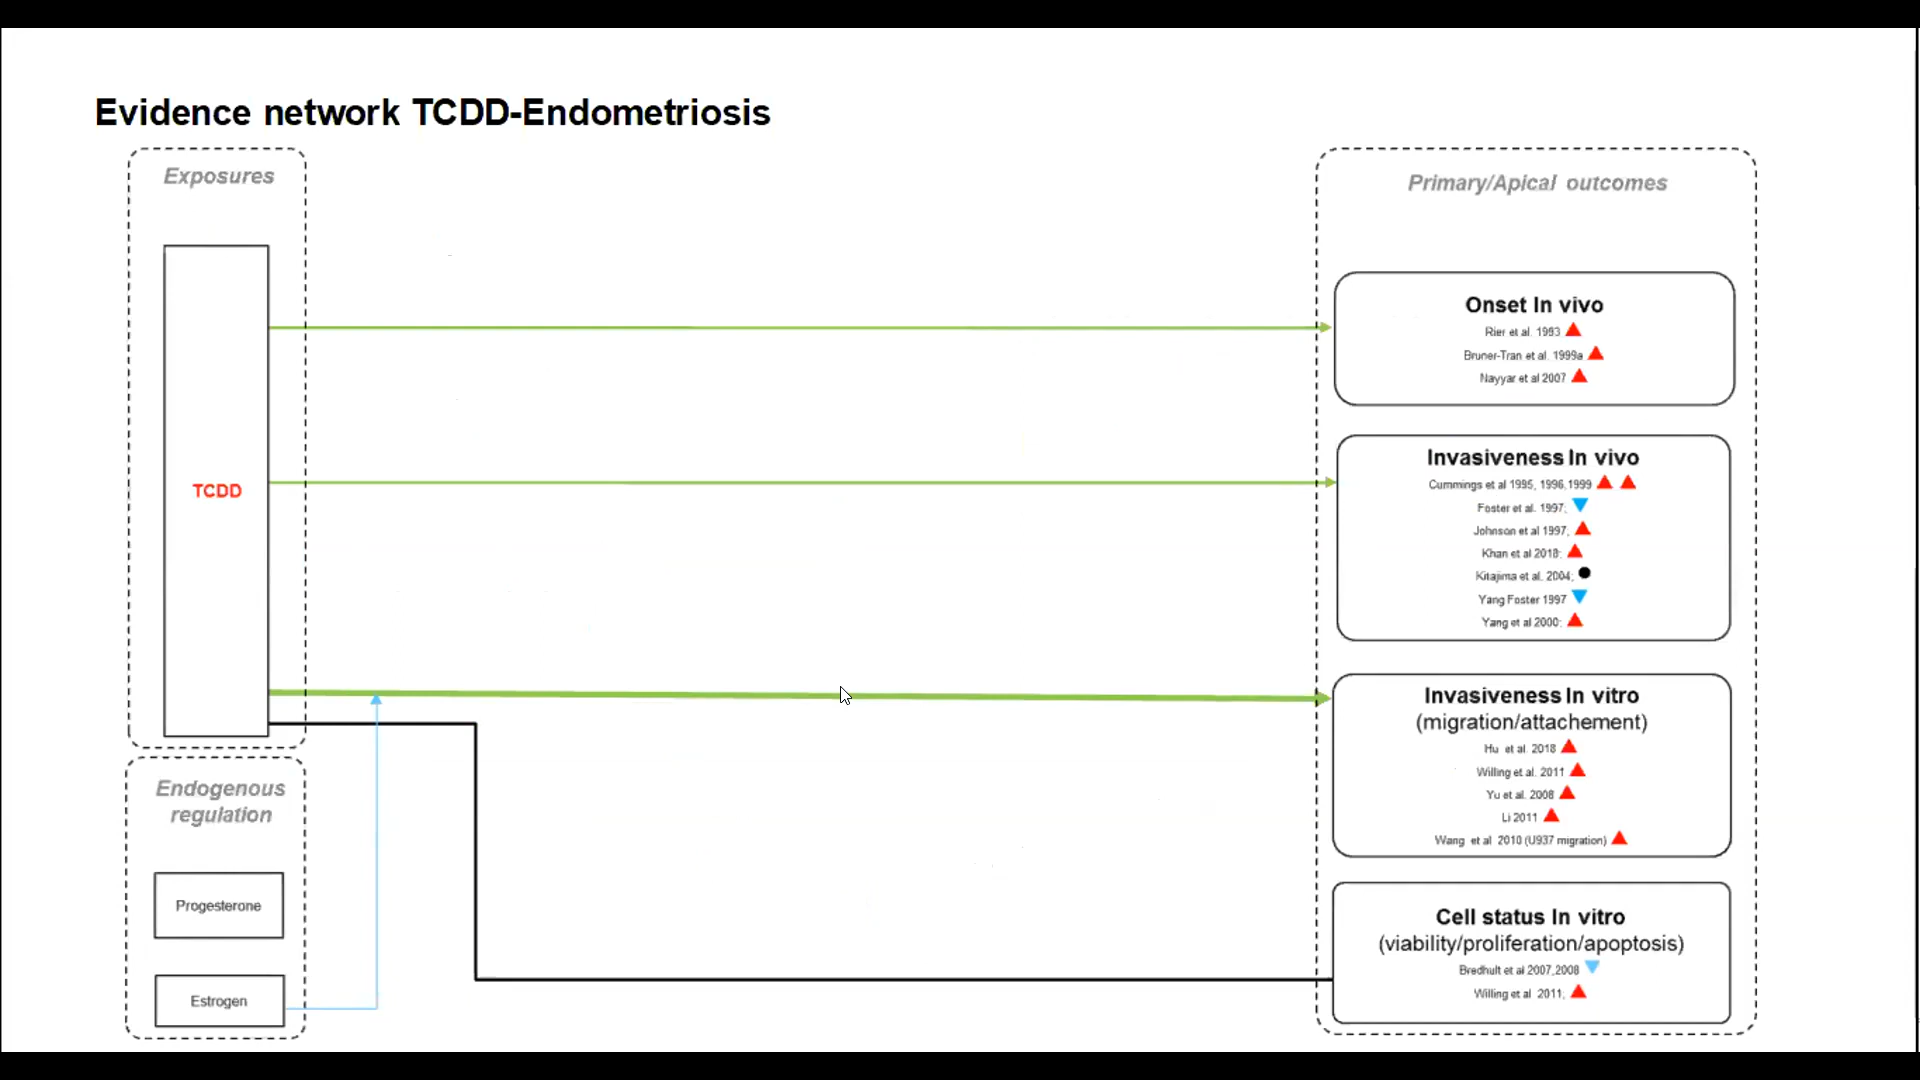 Evidence network TCDD-Endometriosis
Exposures
TCDD
Endogenous
regulation
Progesterone
Estrogen
Primary/Apical outcomes
Onset In vivo
Rier et al. 1993
Bruner-Tran et al. 1999a
Nayyar et al 2007
Invasiveness In vivo
Cummings et al 1995, 1996,1999
Foster et al. 1997;
Johnson et al 1997,
Khan et al 2018;
Kitajima et al. 2004;
Yang Foster 1997
Yang et al 2000;
Invasiveness In vitro
(migration/attachement)
Hu et al. 2018
Willing et al. 2011
Yu et al. 2008
Li 2011
Wang et al 2010 (U937 migration)
Cell status In vitro
(viability/proliferation/apoptosis)
Bredhult et al 2007,2008
Willing et al 2011;